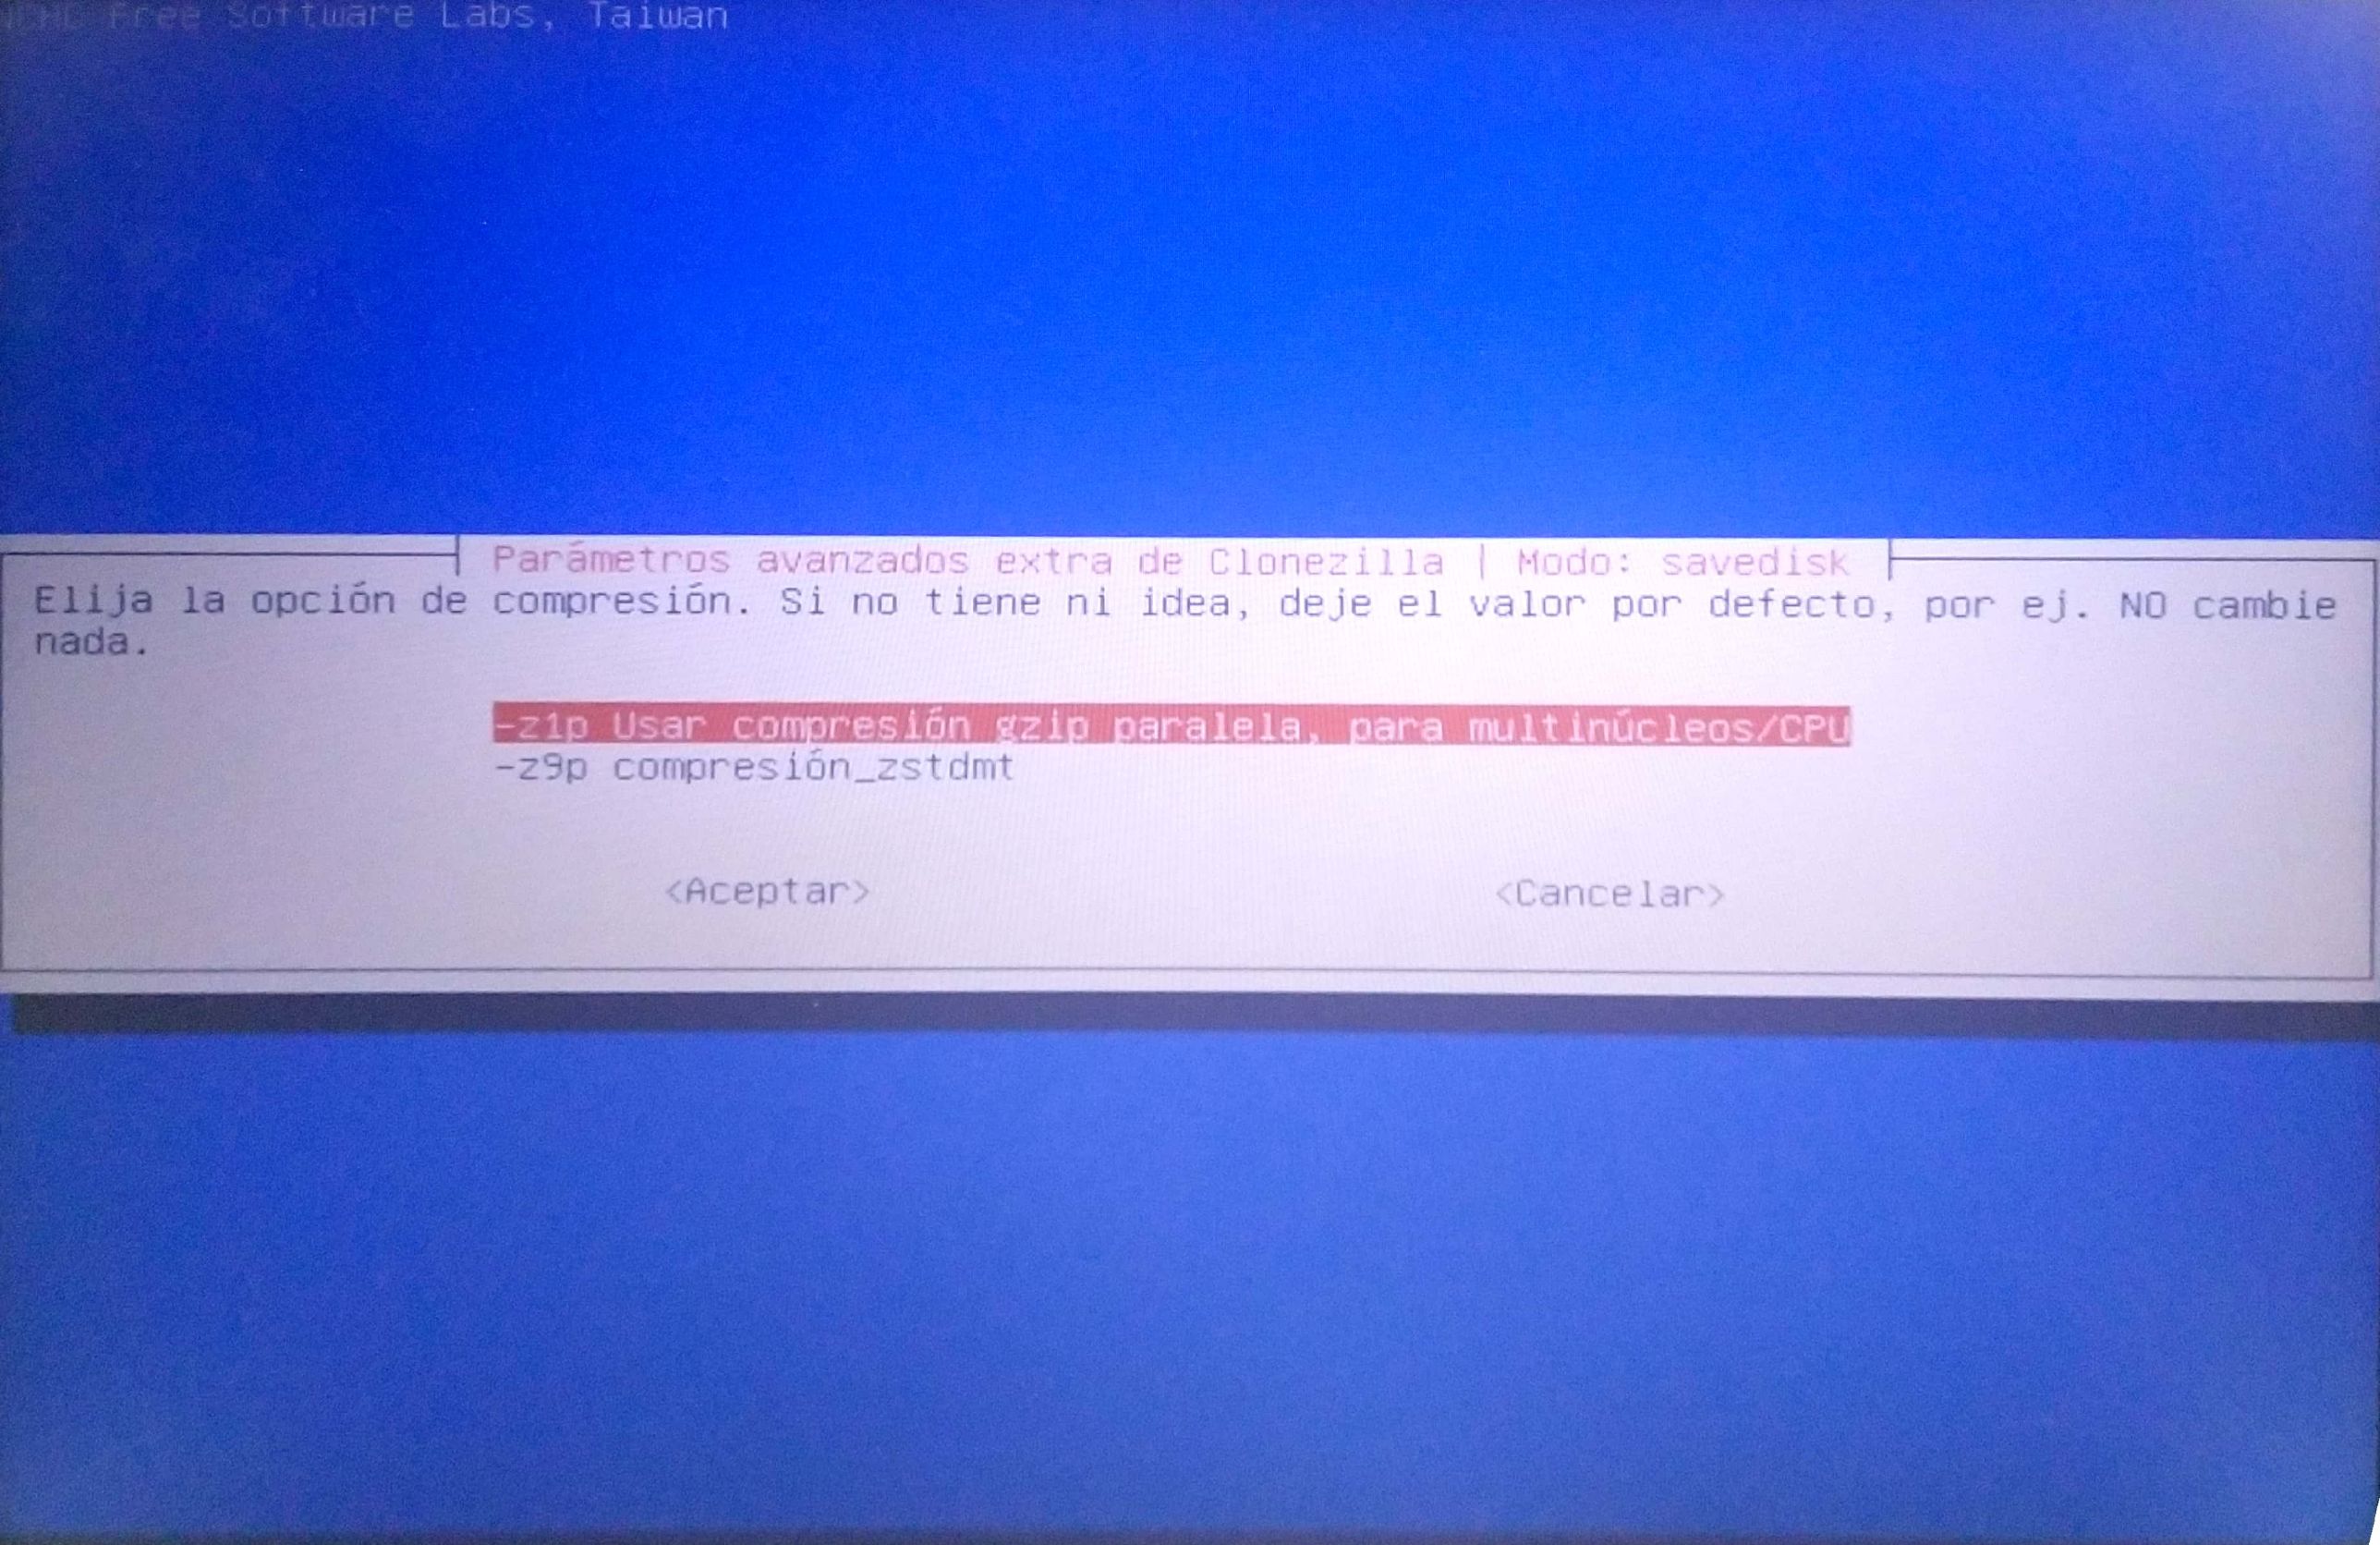 Free Software Labs, Taiwan
Parámetros avanzados extra de Clonezilla | Modo: savedisk
Elija la opción de compresión. Si no tiene ni idea, deje el valor por defecto, por ej. NO cambie
nada.
-z1p Usar compresión gzip paralela, para multinúcleos/CPU
-z9p compresión_zstdmt
<Aceptar> <Cancelar>